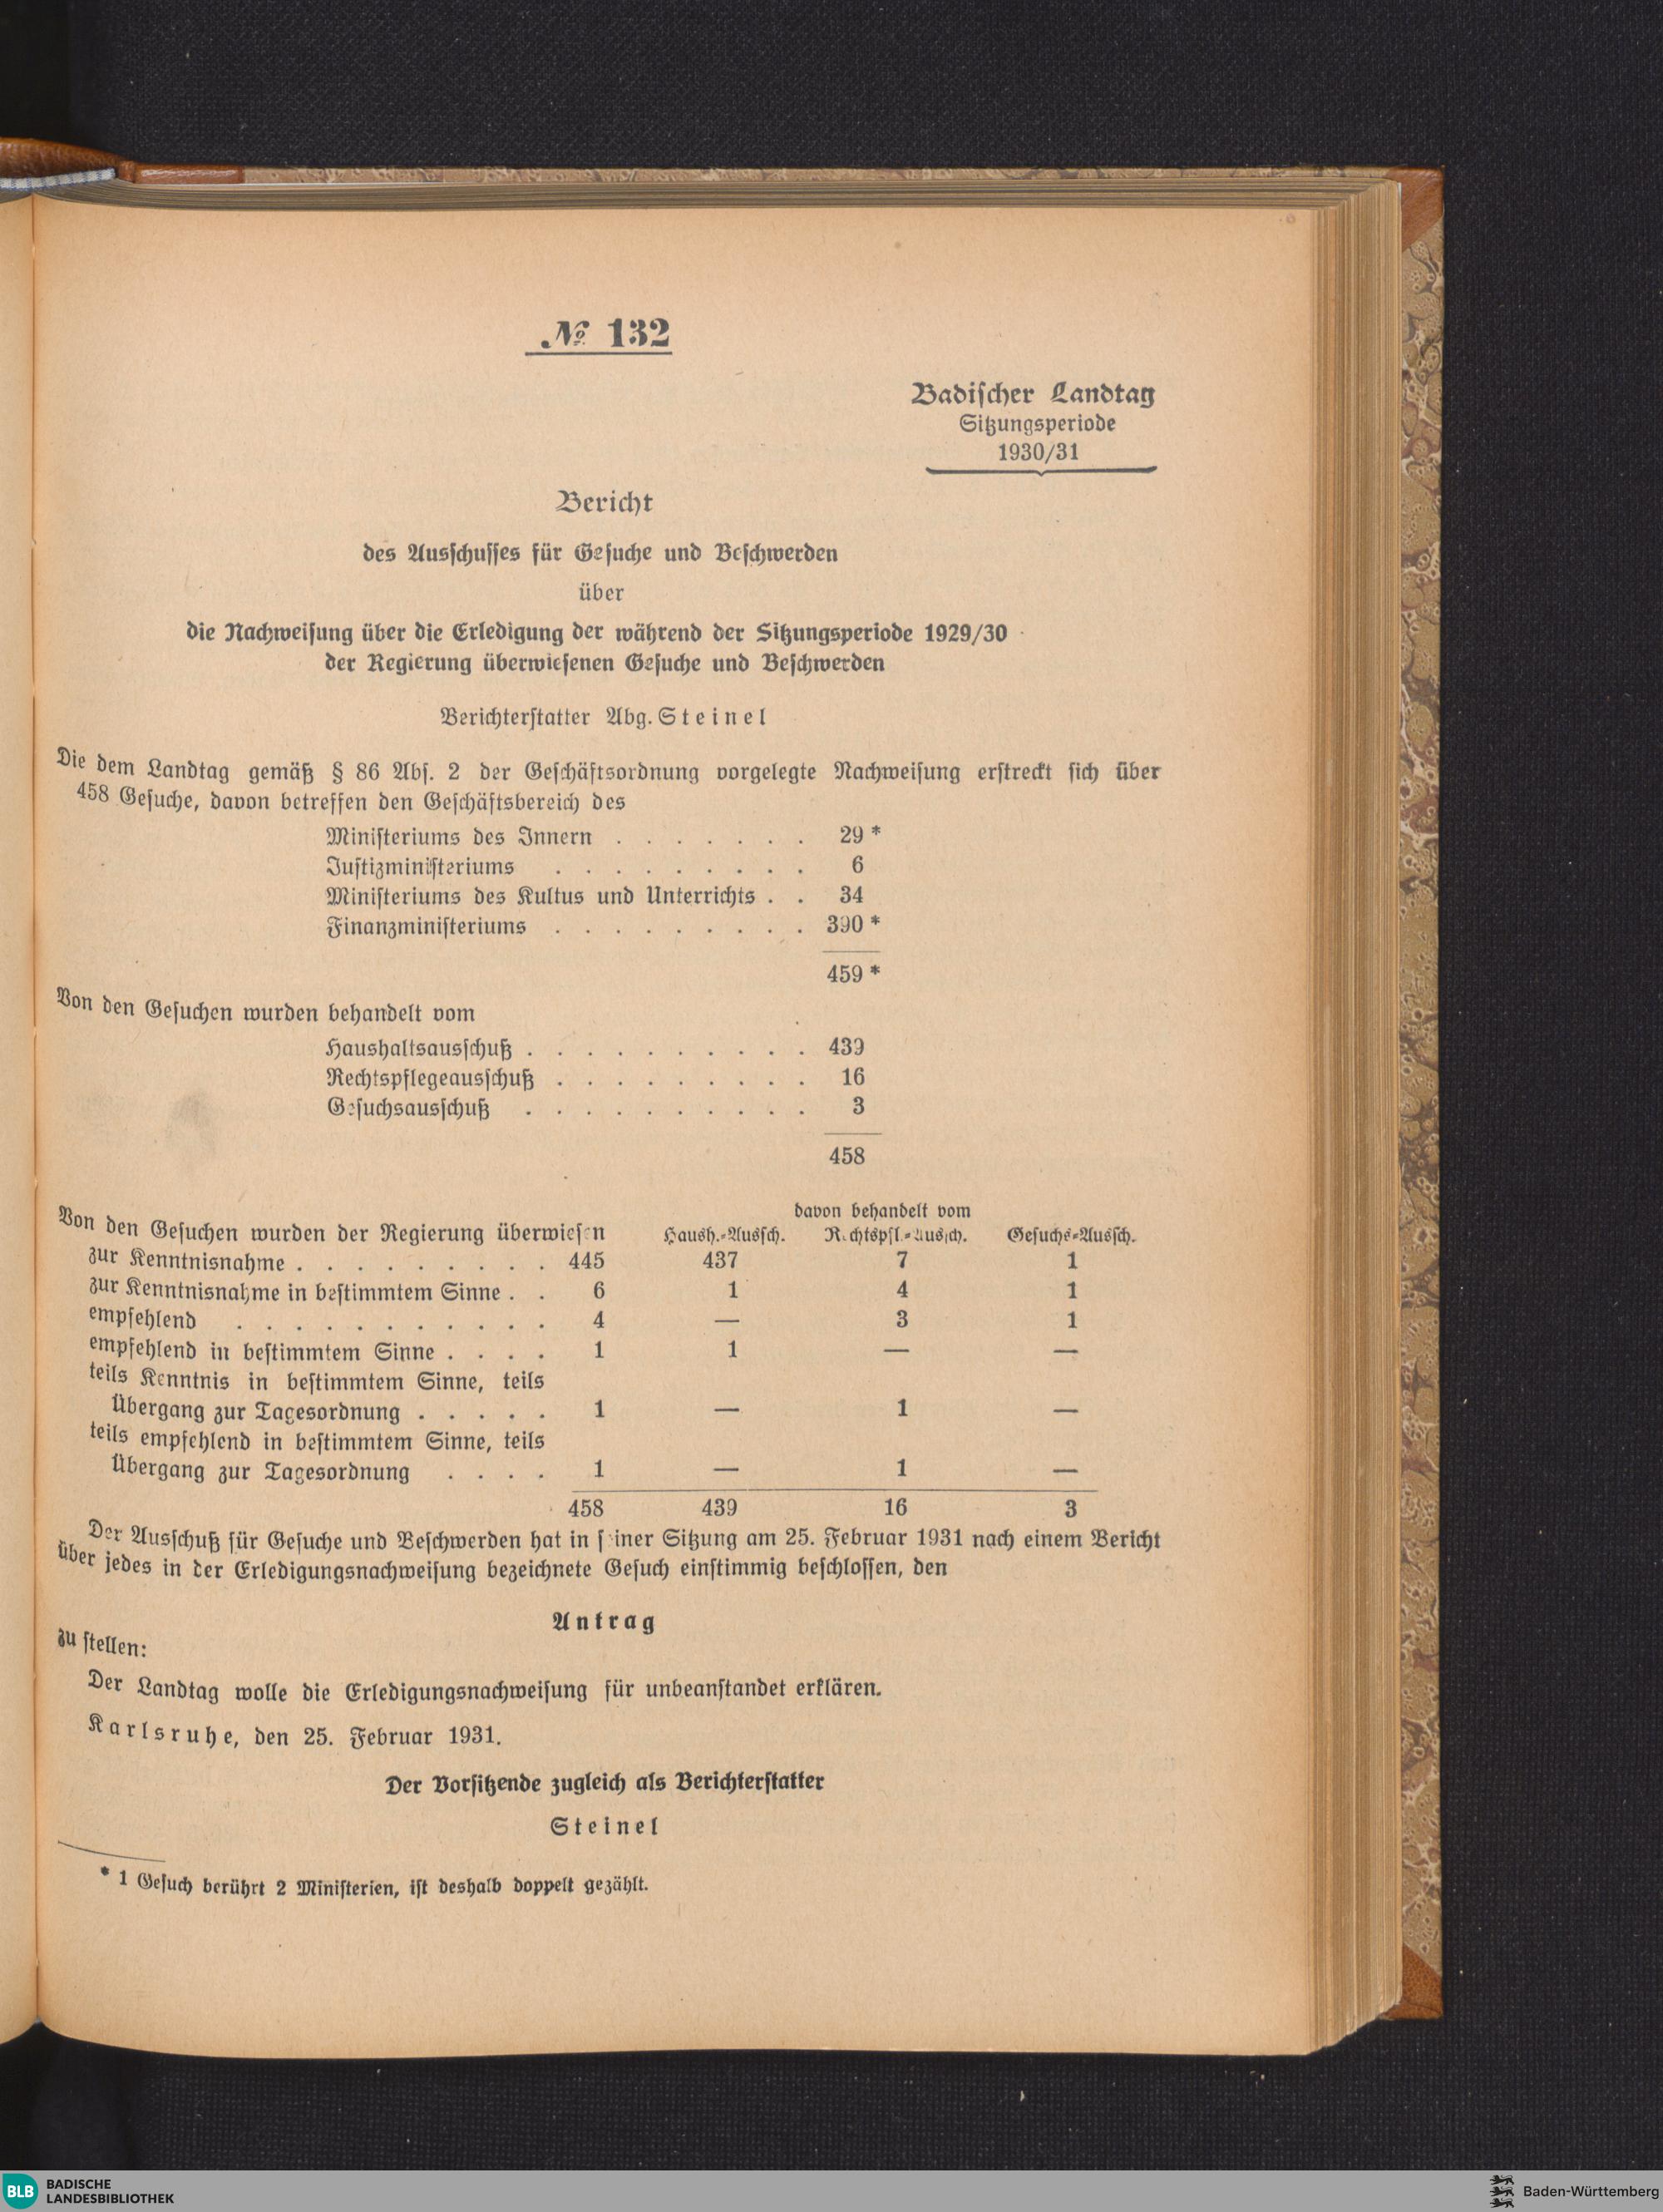 № 132
Badischer Landtag
Sitzungsperiode
1930/31
Bericht
des Ausschusses für Gesuche und Beschwerden
über
die Nachweisung über die Erledigung der während der Sitzungsperiode 1929/30
der Regierung überwiesenen Gesuche und Beschwerden
Berichterstatter Abg. Steinel
Die dem Landtag gemäß § 86 Abs. 2 der Geschäftsordnung vorgelegte Nachweisung erstreckt sich über
458 Gesuche, davon betreffen den Geschäftsbereich des
Ministeriums des Innern . . . . . . . 29 *
Justizministeriums . . . . . . . . . 6
Ministeriums des Kultus und Unterrichts . . 34
Finanzministeriums . . . . . . . . . 390 *
459 *
Von den Gesuchen wurden behandelt vom
Haushaltsausschuß . . . . . . . . . . 439
Rechtspflegeausschuß . . . . . . . . . 16
Gesuchsausschuß . . . . . . . . . . 3
458
davon behandelt vom
Von den Gesuchen wurden der Regierung überwiesen Haush.-Aussch. Rechtspfl.-Aussch. Gesuchs-Aussch.
zur Kenntnisnahme . . . . . . . . . 445 437 7 1
zur Kenntnisnahme in bestimmtem Sinne . . 6 1 4 1
empfehlend . . . . . . . . . . . 4 — 3 1
empfehlend in bestimmtem Sinne . . . . 1 1 — —
teils Kenntnis in bestimmtem Sinne, teils
Übergang zur Tagesordnung . . . . . 1 — 1 —
teils empfehlend in bestimmtem Sinne, teils
Übergang zur Tagesordnung . . . . 1 — 1 —
458 439 16 3
Der Ausschuß für Gesuche und Beschwerden hat in seiner Sitzung am 25. Februar 1931 nach einem Bericht
über jedes in der Erledigungsnachweisung bezeichnete Gesuch einstimmig beschlossen, den
Antrag
zu stellen:
Der Landtag wolle die Erledigungsnachweisung für unbeanstandet erklären.
Karlsruhe, den 25. Februar 1931.
Der Vorsitzende zugleich als Berichterstatter
Steinel
* 1 Gesuch berührt 2 Ministerien, ist deshalb doppelt gezählt.
BLB BADISCHE
LANDESBIBLIOTHEK
Baden-Württemberg